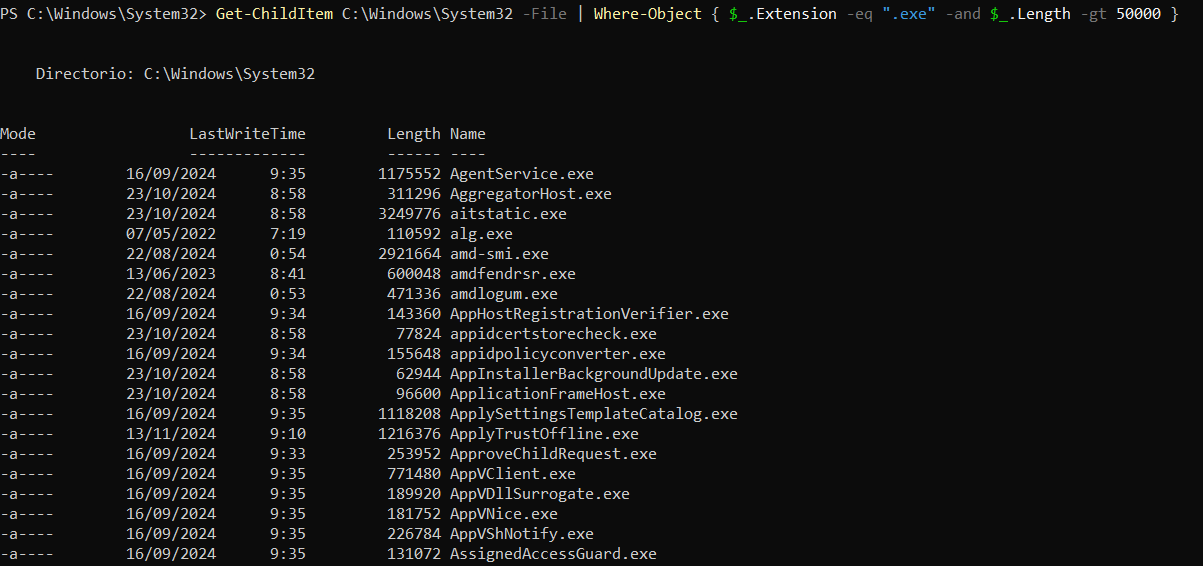 PS C:\Windows\System32> Get-ChildItem C:\Windows\System32 -File | Where-Object { $_.Extension -eq ".exe" -and $_.Length -gt 50000 }
Directorio: C:\Windows\System32
Mode LastWriteTime Length Name
---- ------------- ------ ----
-a---- 16/09/2024 9:35 1175552 AgentService.exe
-a---- 23/10/2024 8:58 311296 AggregatorHost.exe
-a---- 23/10/2024 8:58 3249776 aitstatic.exe
-a---- 07/05/2022 7:19 110592 alg.exe
-a---- 22/08/2024 0:54 2921664 amd-smi.exe
-a---- 13/06/2023 8:41 600048 amdfendrsr.exe
-a---- 22/08/2024 0:53 471336 amdlogum.exe
-a---- 16/09/2024 9:34 143360 AppHostRegistrationVerifier.exe
-a---- 23/10/2024 8:58 77824 appidcertstorecheck.exe
-a---- 16/09/2024 9:34 155648 appidpolicyconverter.exe
-a---- 23/10/2024 8:58 62944 AppInstallerBackgroundUpdate.exe
-a---- 23/10/2024 8:58 96600 ApplicationFrameHost.exe
-a---- 16/09/2024 9:35 1118208 ApplySettingsTemplateCatalog.exe
-a---- 13/11/2024 9:10 1216376 ApplyTrustOffline.exe
-a---- 16/09/2024 9:33 253952 ApproveChildRequest.exe
-a---- 16/09/2024 9:35 771480 AppVClient.exe
-a---- 16/09/2024 9:35 189920 AppVDllSurrogate.exe
-a---- 16/09/2024 9:35 181752 AppVNice.exe
-a---- 16/09/2024 9:35 226784 AppVShNotify.exe
-a---- 16/09/2024 9:35 131072 AssignedAccessGuard.exe